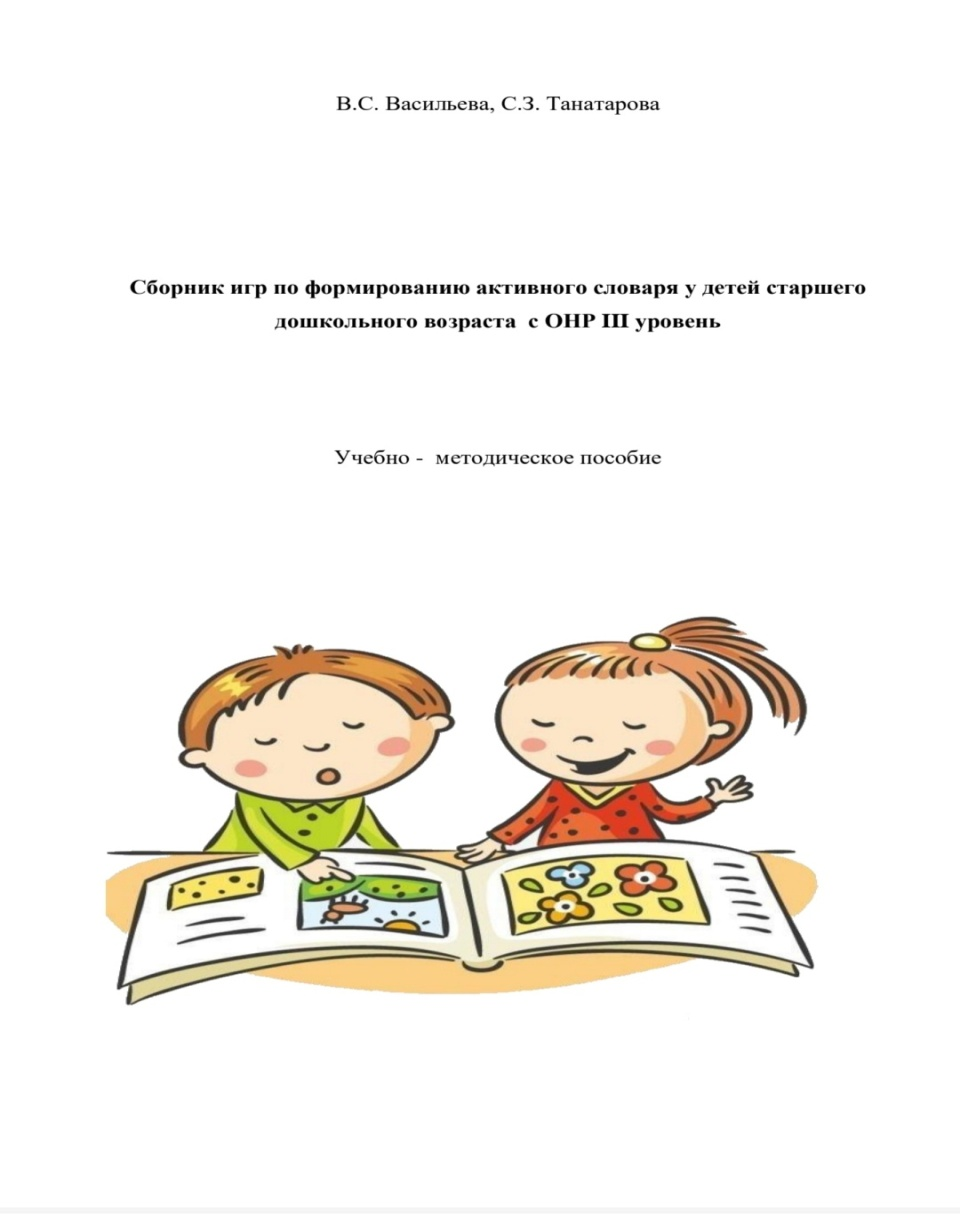 В.С. Васильева, С.З. Танатарова
Сборник игр по формированию активного словаря у детей старшего
дошкольного возраста с ОНР III уровень
Учебно - методическое пособие